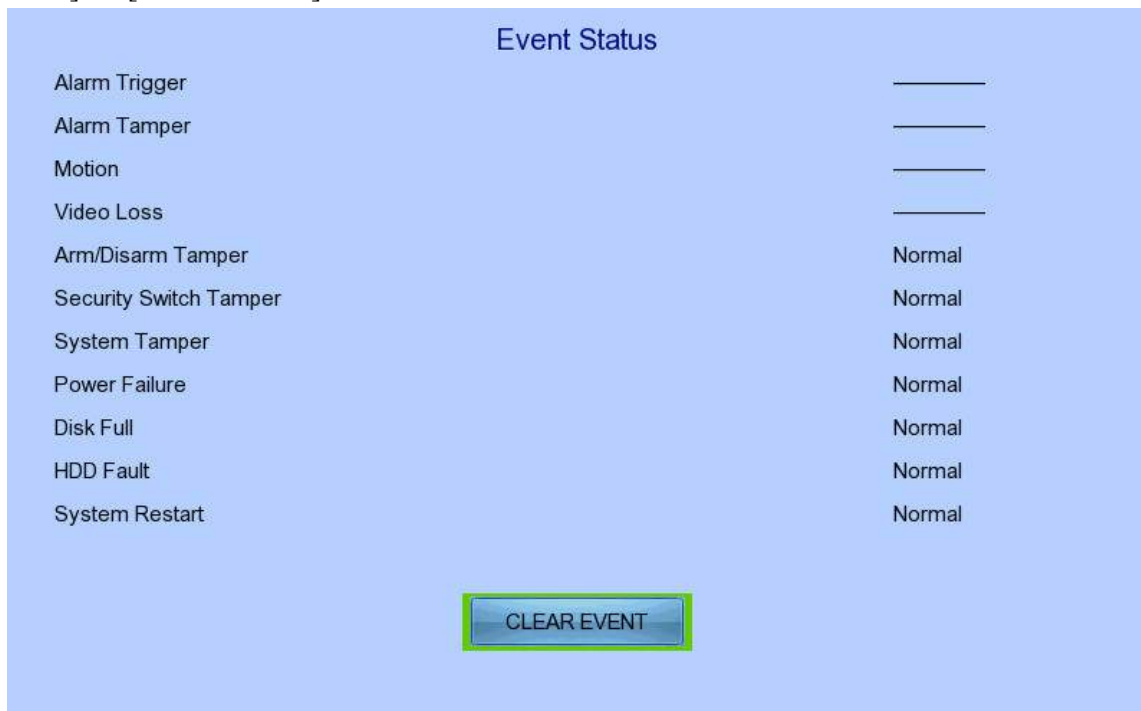 Event Status
Alarm Trigger
Alarm Tamper
Motion
Video Loss
Arm/Disarm Tamper Normal
Security Switch Tamper Normal
System Tamper Normal
Power Failure Normal
Disk Full Normal
HDD Fault Normal
System Restart Normal
CLEAR EVENT